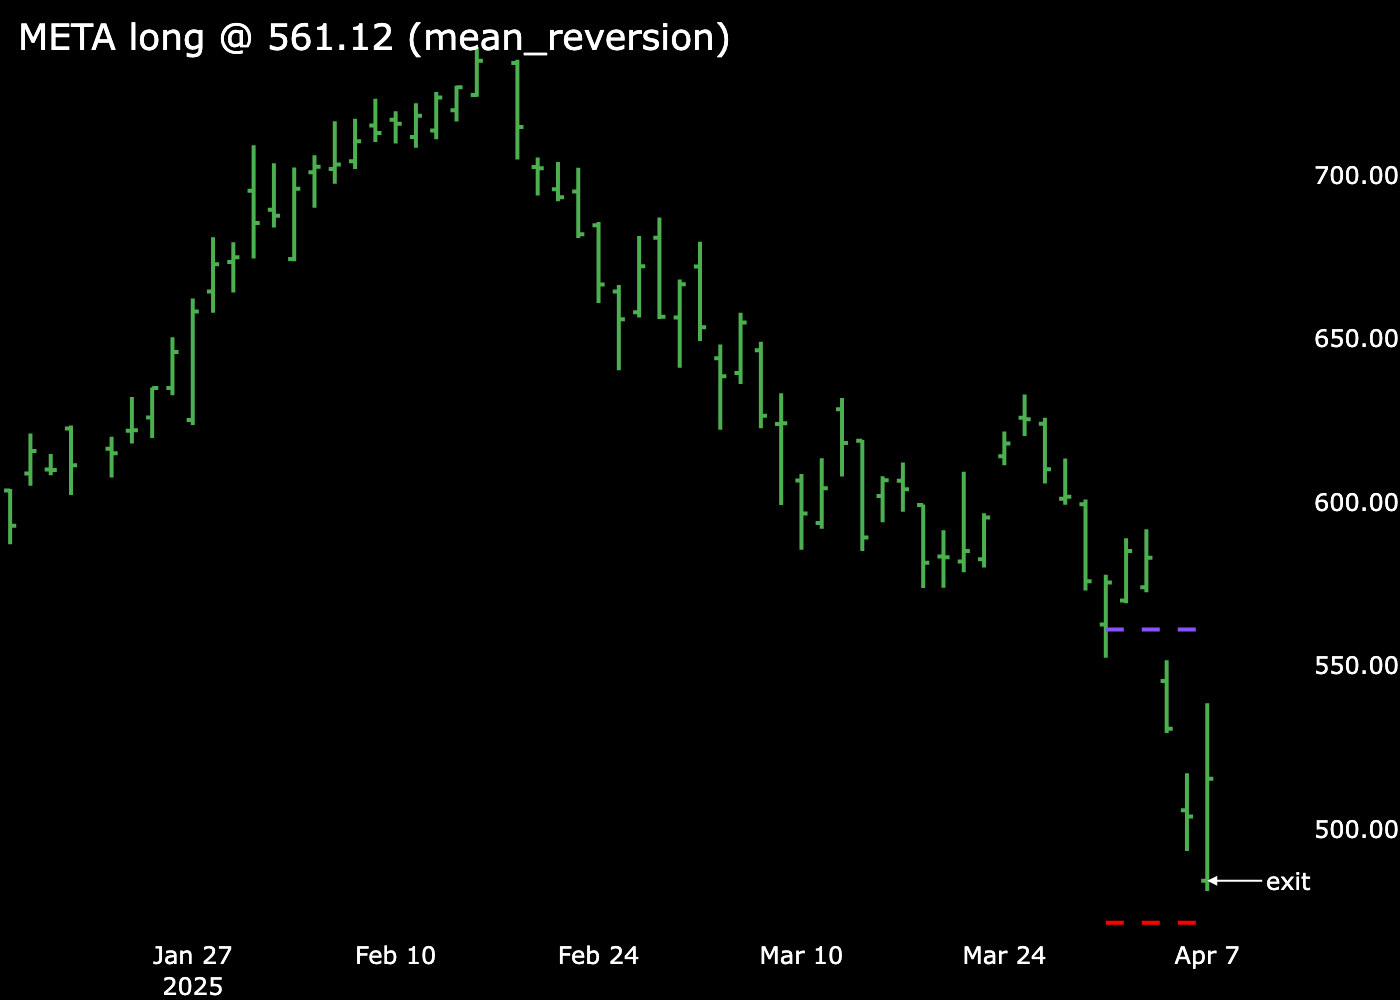 META long @ 561.12 (mean_reversion)
700.00
650.00
600.00
550.00
500.00
exit
Jan 27
2025
Feb 10
Feb 24
Mar 10
Mar 24
Apr 7